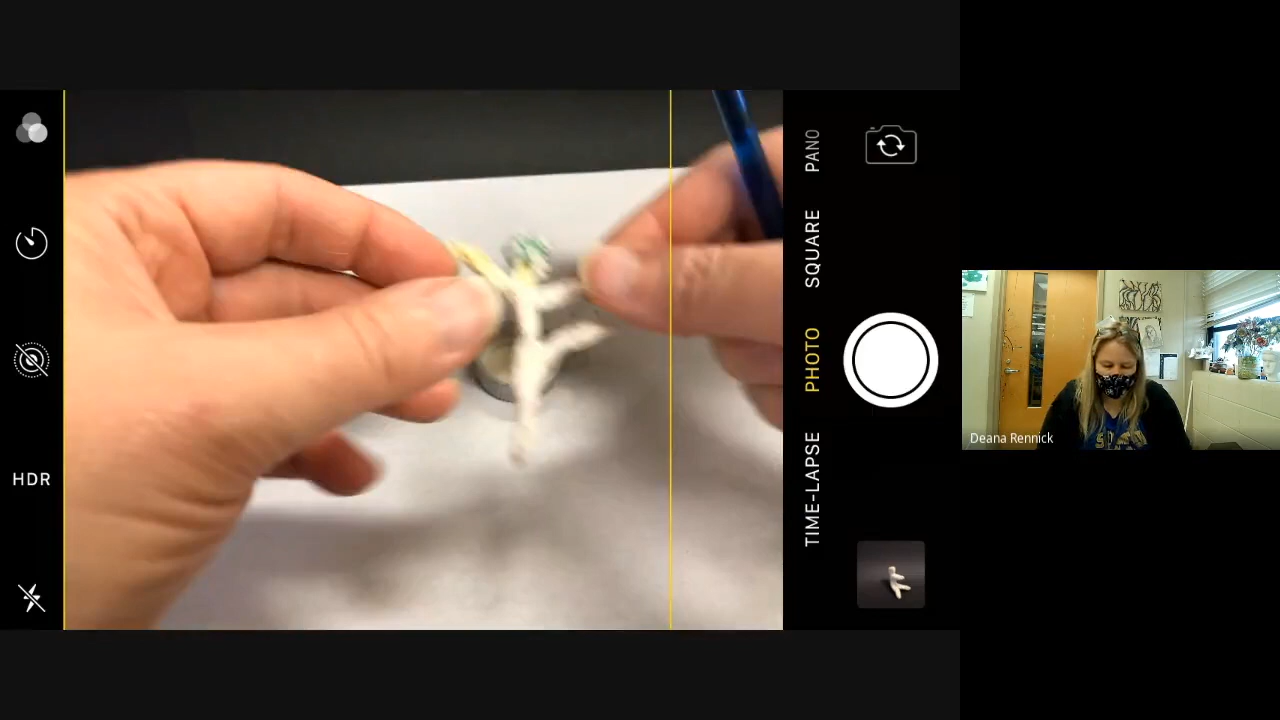 HDR
PANO
SQUARE
PHOTO
TIME-LAPSE
Deana Rennick